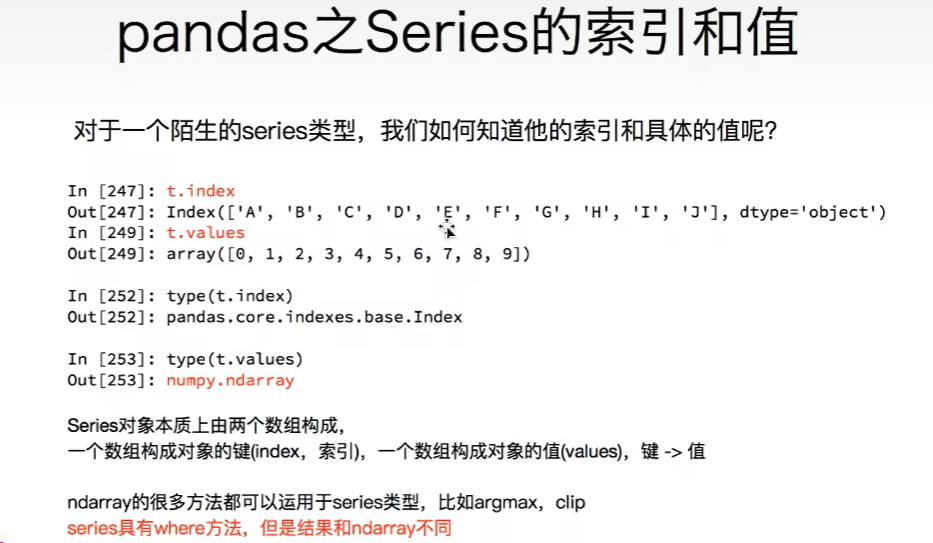 pandas之Series的索引和值
对于一个陌生的series类型，我们如何知道他的索引和具体的值呢？
In [247]: t.index
Out[247]: Index(['A', 'B', 'C', 'D', 'E', 'F', 'G', 'H', 'I', 'J'], dtype='object')
In [249]: t.values
Out[249]: array([0, 1, 2, 3, 4, 5, 6, 7, 8, 9])
In [252]: type(t.index)
Out[252]: pandas.core.indexes.base.Index
In [253]: type(t.values)
Out[253]: numpy.ndarray
Series对象本质上由两个数组构成，
一个数组构成对象的键(index，索引)，一个数组构成对象的值(values)，键 -> 值
ndarray的很多方法都可以运用于series类型，比如argmax，clip
series具有where方法，但是结果和ndarray不同